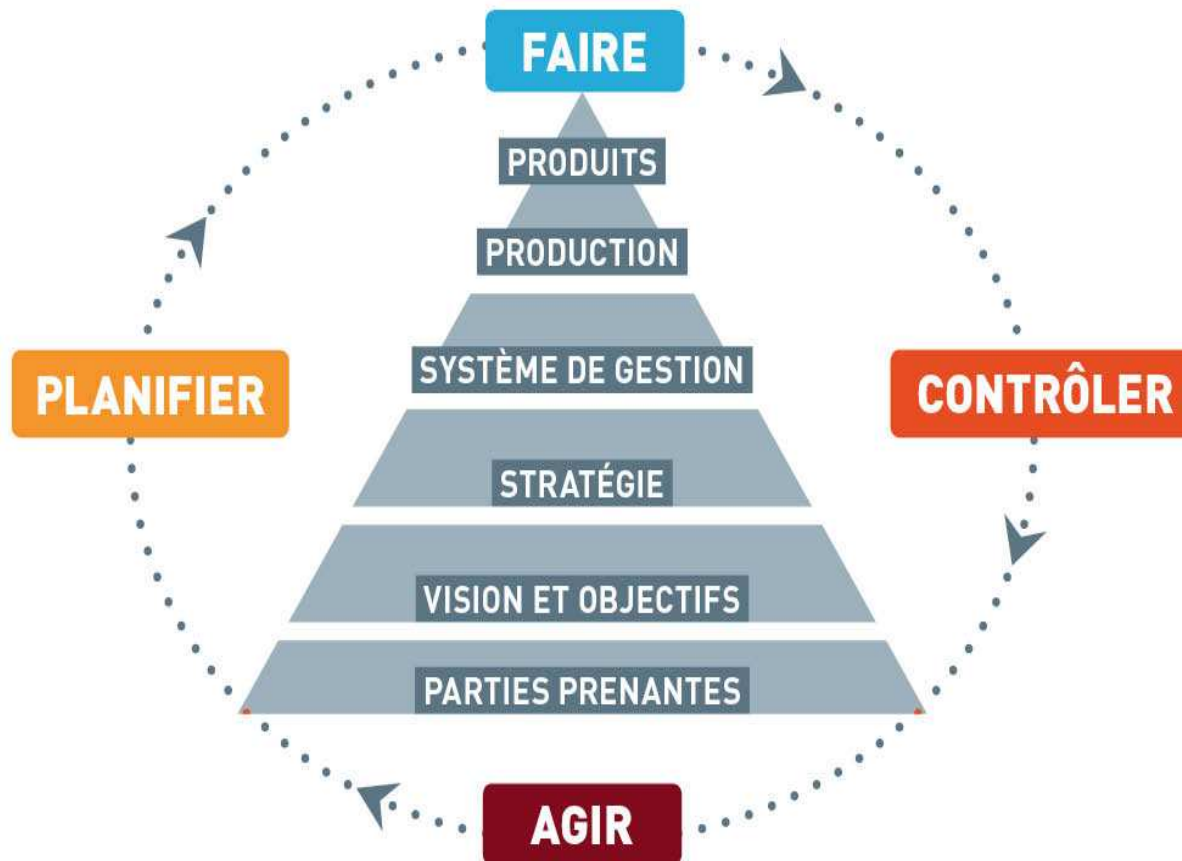 FAIRE
PRODUITS
PRODUCTION
SYSTÈME DE GESTION
PLANIFIER
CONTRÔLER
STRATÉGIE
VISION ET OBJECTIFS
PARTIES PRENANTES
AGIR